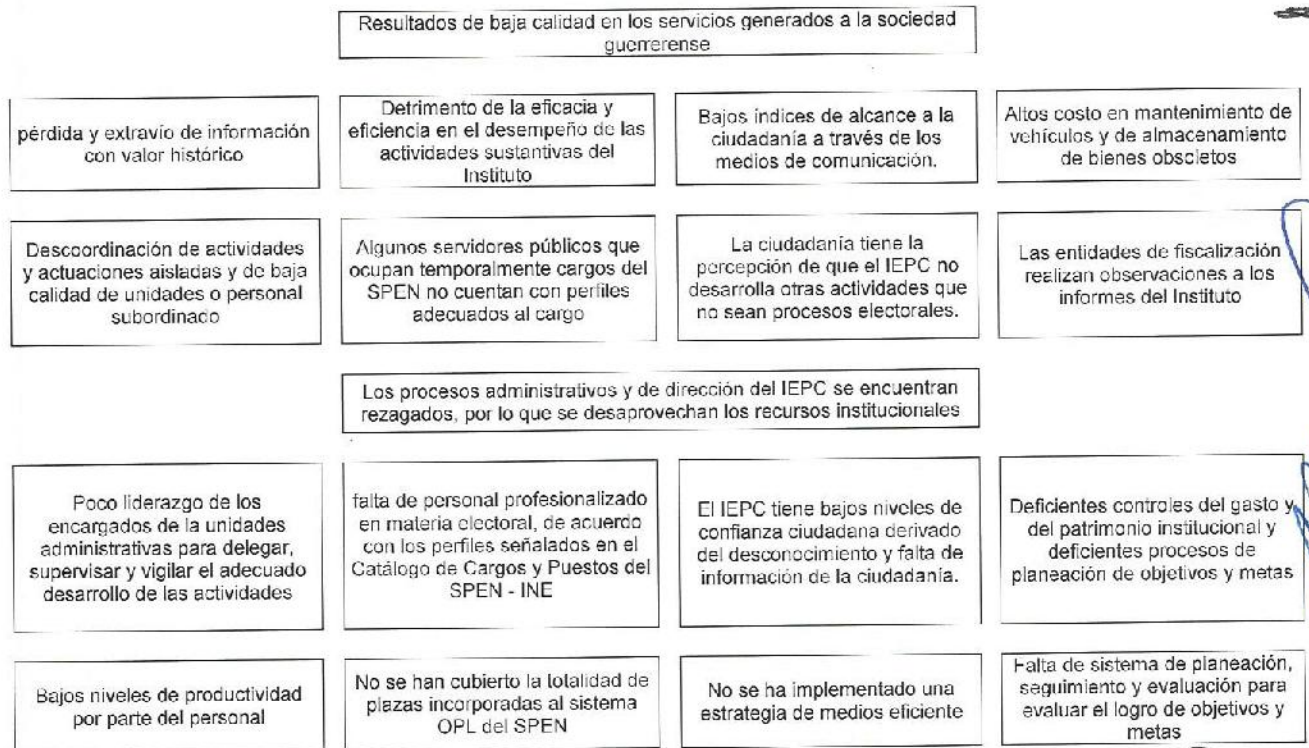 Resultados de baja calidad en los servicios generados a la sociedad
guerrerense
pérdida y extravío de información
con valor histórico
Detrimento de la eficacia y
eficiencia en el desempeño de las
actividades sustantivas del
Instituto
Bajos índices de alcance a la
ciudadanía a través de los
medios de comunicación.
Altos costo en mantenimiento de
vehículos y de almacenamiento
de bienes obsoletos
Descoordinación de actividades
y actuaciones aisladas y de baja
calidad de unidades o personal
subordinado
Algunos servidores públicos que
ocupan temporalmente cargos del
SPEN no cuentan con perfiles
adecuados al cargo
La ciudadanía tiene la
percepción de que el IEPC no
desarrolla otras actividades que
no sean procesos electorales.
Las entidades de fiscalización
realizan observaciones a los
informes del Instituto
Los procesos administrativos y de dirección del IEPC se encuentran
rezagados, por lo que se desaprovechan los recursos institucionales
Poco liderazgo de los
encargados de la unidades
administrativas para delegar,
supervisar y vigilar el adecuado
desarrollo de las actividades
falta de personal profesionalizado
en materia electoral, de acuerdo
con los perfiles señalados en el
Catálogo de Cargos y Puestos del
SPEN - INE
El IEPC tiene bajos niveles de
confianza ciudadana derivado
del desconocimiento y falta de
información de la ciudadanía.
Deficientes controles del gasto y
del patrimonio institucional y
deficientes procesos de
planeación de objetivos y metas
Bajos niveles de productividad
por parte del personal
No se han cubierto la totalidad de
plazas incorporadas al sistema
OPL del SPEN
No se ha implementado una
estrategia de medios eficiente
Falta de sistema de planeación,
seguimiento y evaluación para
evaluar el logro de objetivos y
metas